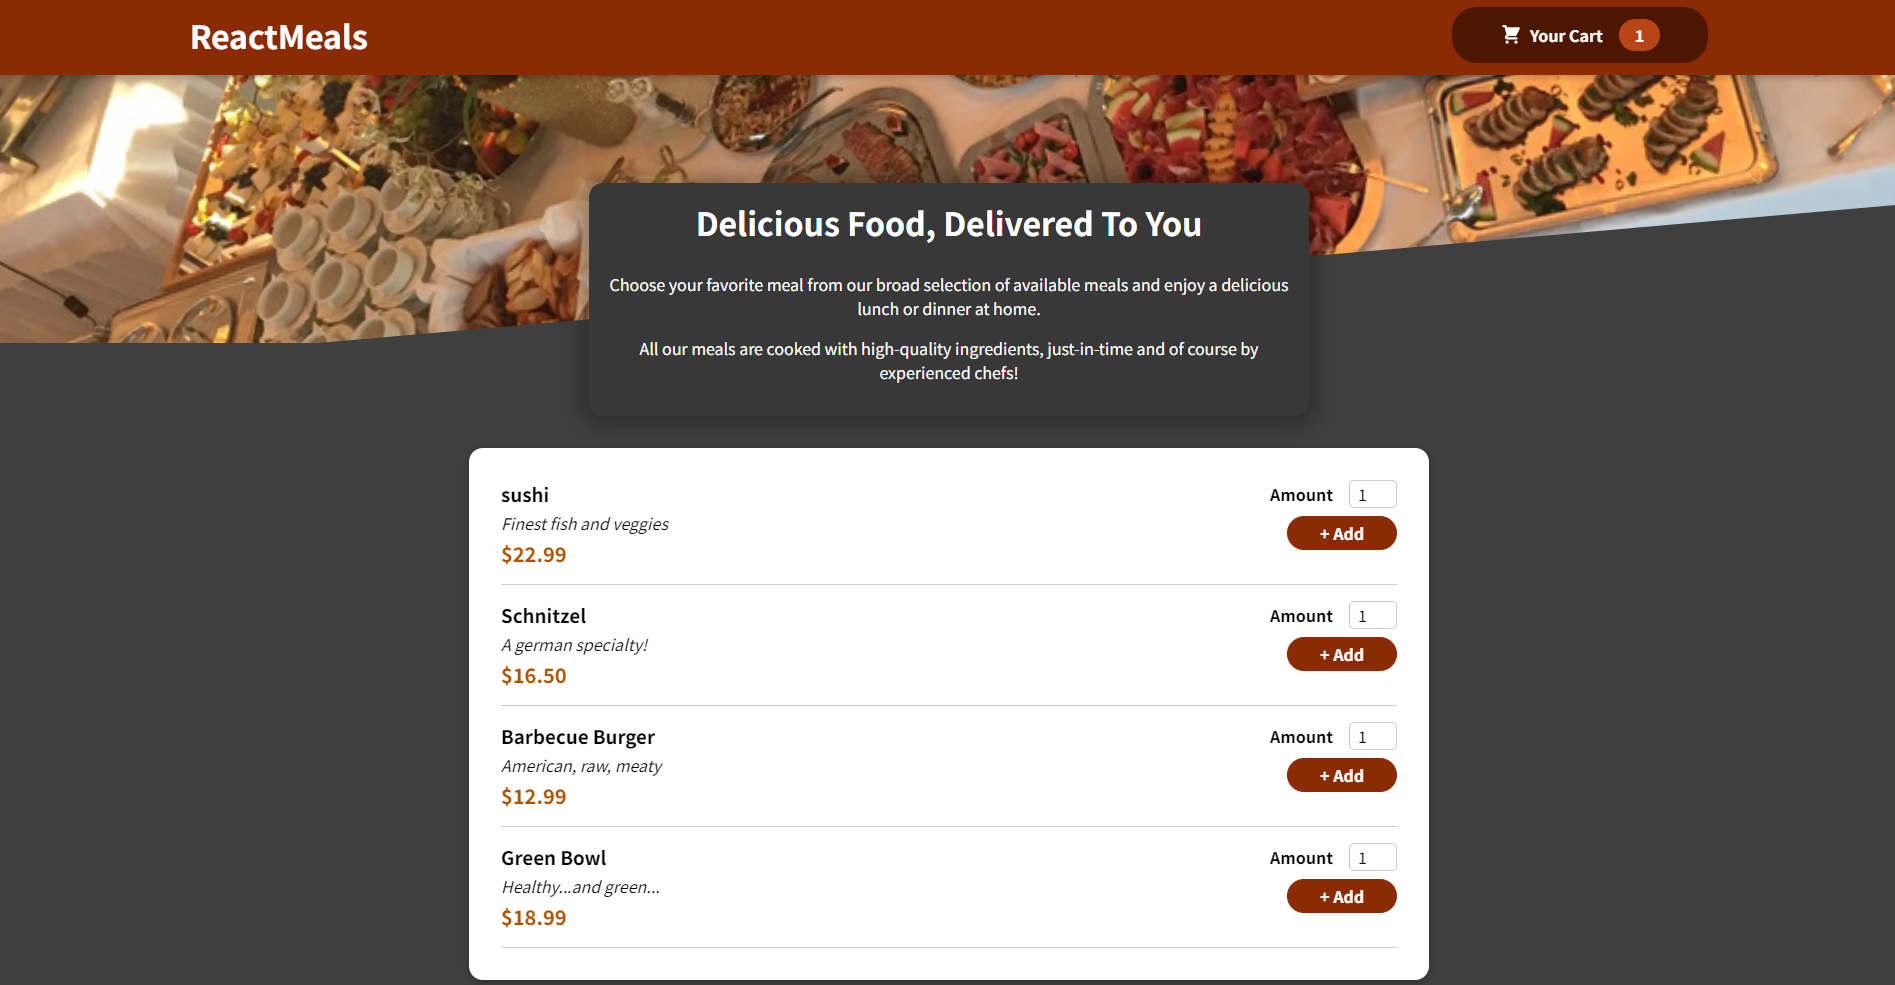 ReactMeals
Your Cart 1
Delicious Food, Delivered To You
Choose your favorite meal from our broad selection of available meals and enjoy a delicious
lunch or dinner at home.
All our meals are cooked with high-quality ingredients, just-in-time and of course by
experienced chefs!
sushi
Finest fish and veggies
$22.99
Amount 1
+ Add
Schnitzel
A german specialty!
$16.50
Amount 1
+ Add
Barbecue Burger
American, raw, meaty
$12.99
Amount 1
+ Add
Green Bowl
Healthy...and green...
$18.99
Amount 1
+ Add